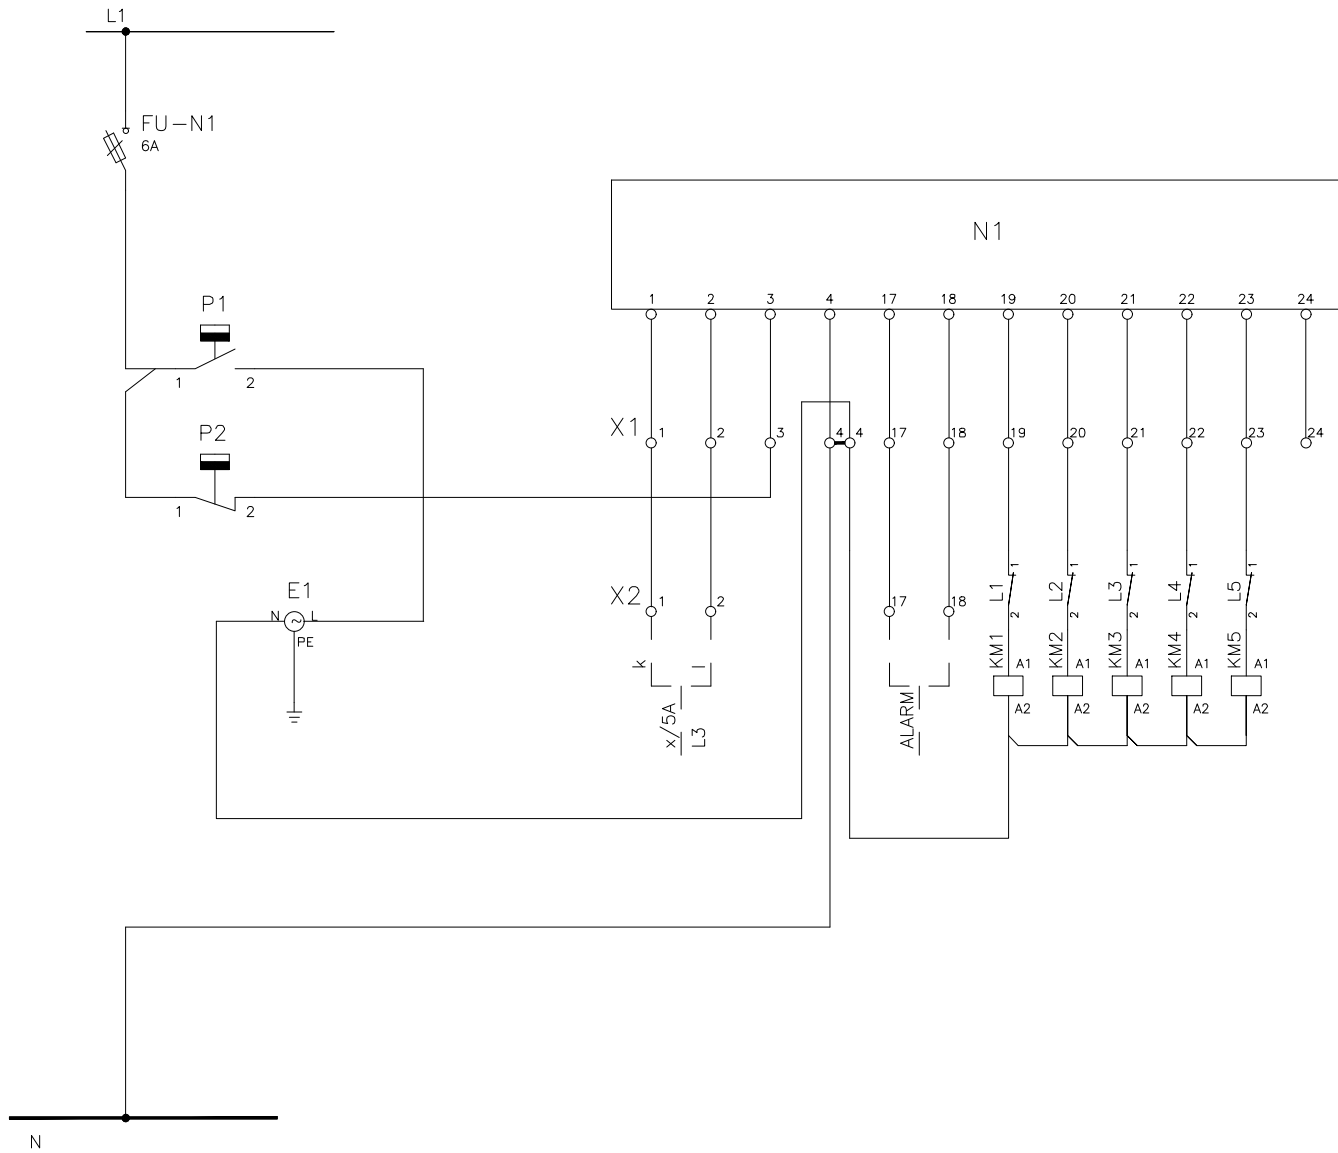 L1
FU-N1
6A
N1
1 2 3 4 17 18 19 20 21 22 23 24
P1
1 2
P2
1 2
X1 1 2 3 4 4 17 18 19 20 21 22 23 24
E1
N L
PE
X2 1 2 17 18
L1 1 2
L2 1 2
L3 1 2
L4 1 2
L5 1 2
k l
x/5A
L3
ALARM
KM1 A1 A2
KM2 A1 A2
KM3 A1 A2
KM4 A1 A2
KM5 A1 A2
N